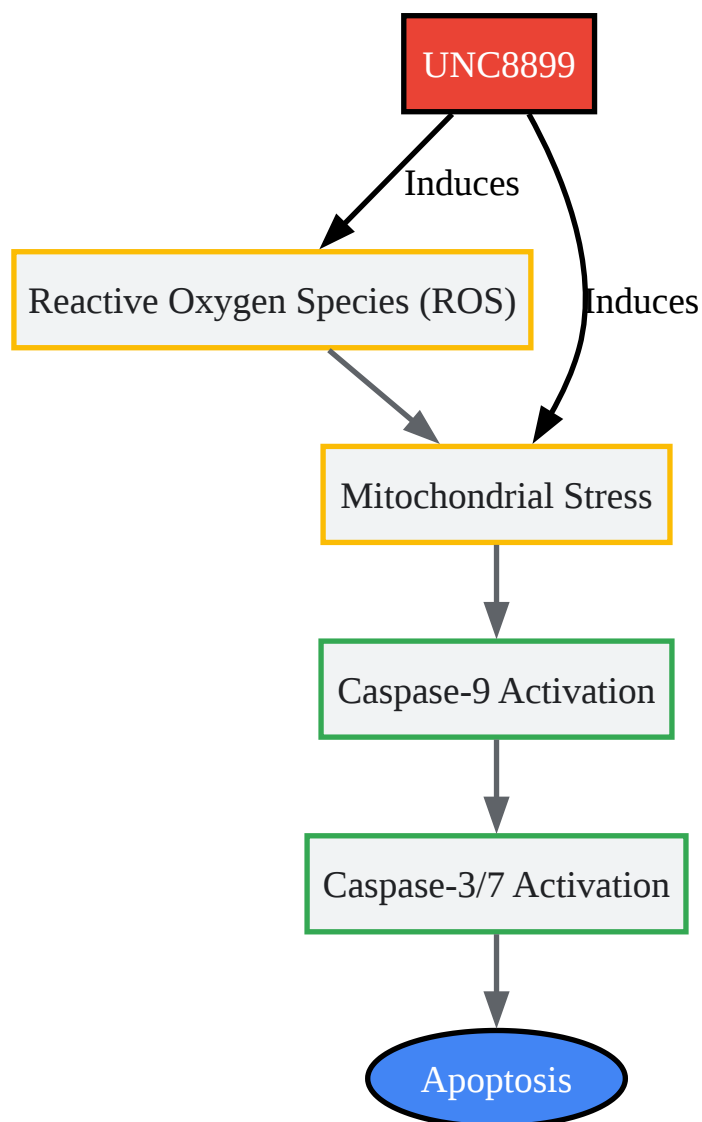 UNC8899
Induces
Reactive Oxygen Species (ROS)
Induces
Mitochondrial Stress
Caspase-9 Activation
Caspase-3/7 Activation
Apoptosis